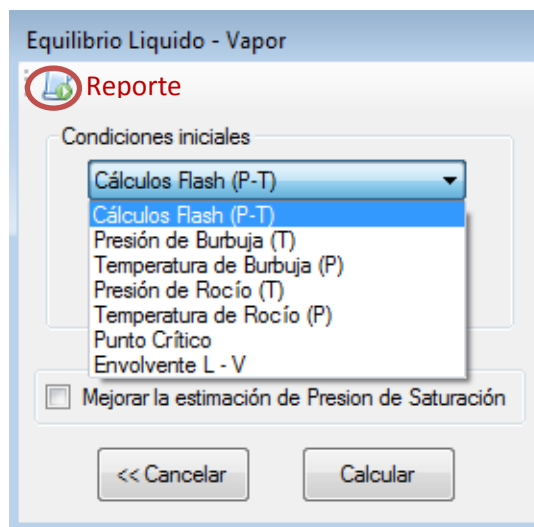 Equilibrio Liquido - Vapor
Reporte
Condiciones iniciales
Cálculos Flash (P-T)
Cálculos Flash (P-T)
Presión de Burbuja (T)
Temperatura de Burbuja (P)
Presión de Rocío (T)
Temperatura de Rocío (P)
Punto Crítico
Envolvente L - V
Mejorar la estimación de Presion de Saturación
<< Cancelar
Calcular